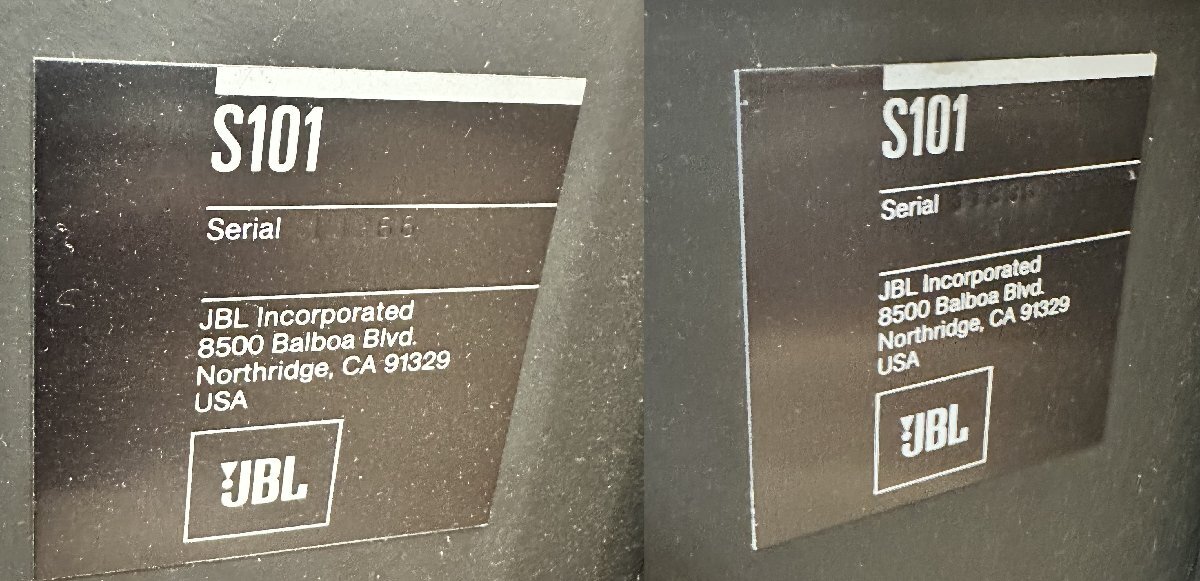 S101
Serial
JBL Incorporated
8500 Balboa Blvd.
Northridge, CA 91329
USA
JBL
S101
Serial
JBL Incorporated
8500 Balboa Blvd.
Northridge, CA 91329
USA
JBL